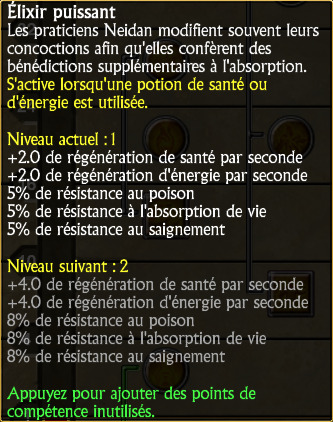 Élixir puissant
Les praticiens Neidan modifient souvent leurs
concoctions afin qu'elles confèrent des
bénédictions supplémentaires à l'absorption.
S'active lorsqu'une potion de santé ou
d'énergie est utilisée.
Niveau actuel : 1
+2.0 de régénération de santé par seconde
+2.0 de régénération d'énergie par seconde
5% de résistance au poison
5% de résistance à l'absorption de vie
5% de résistance au saignement
Niveau suivant : 2
+4.0 de régénération de santé par seconde
+4.0 de régénération d'énergie par seconde
8% de résistance au poison
8% de résistance à l'absorption de vie
8% de résistance au saignement
Appuyez pour ajouter des points de
compétence inutilisés.